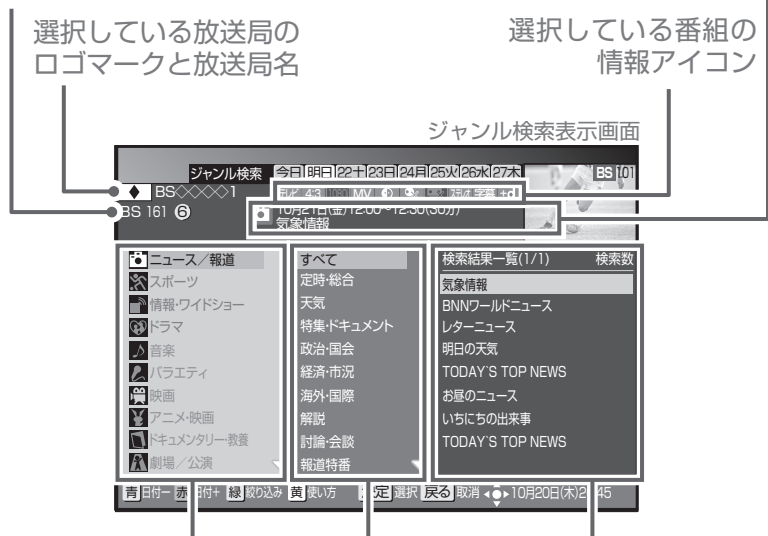 選択している放送局の
ロゴマークと放送局名
選択している番組の
情報アイコン
ジャンル検索表示画面
ジャンル検索 今日 明日 22土 23日 24月 25火 26水 27木
BS 101
BS◇◇◇◇1
テレビ 4:3 MV 字幕 +d
BS 161 ⑥
10月21日(金)12:00〜12:30(30分)
気象情報
ニュース／報道
スポーツ
情報・ワイドショー
ドラマ
音楽
バラエティ
映画
アニメ・映画
ドキュメンタリー・教養
劇場／公演
すべて
定時・総合
天気
特集・ドキュメント
政治・国会
経済・市況
海外・国際
解説
討論・会談
報道特番
検索結果一覧(1/1) 検索数
気象情報
BNNワールドニュース
レターニュース
明日の天気
TODAY`S TOP NEWS
お昼のニュース
いちにちの出来事
TODAY`S TOP NEWS
青 日付− 赤 日付+ 緑 絞り込み 黄 使い方 決定 選択 戻る 取消 10月20日(木)